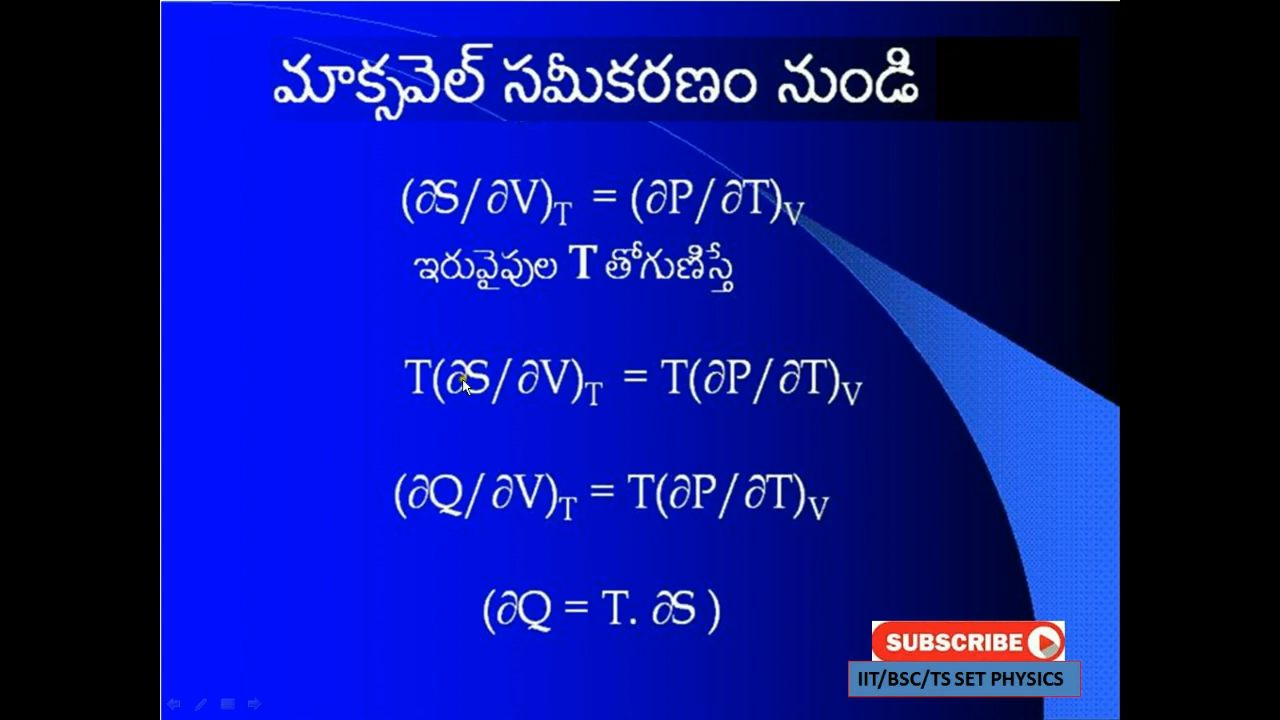 మాక్సవెల్ సమీకరణం నుండి
(∂S/∂V)T = (∂P/∂T)V
ఇరువైపుల T తోగుణిస్తే
T(∂S/∂V)T = T(∂P/∂T)V
(∂Q/∂V)T = T(∂P/∂T)V
(∂Q = T. ∂S )
SUBSCRIBE
IIT/BSC/TS SET PHYSICS